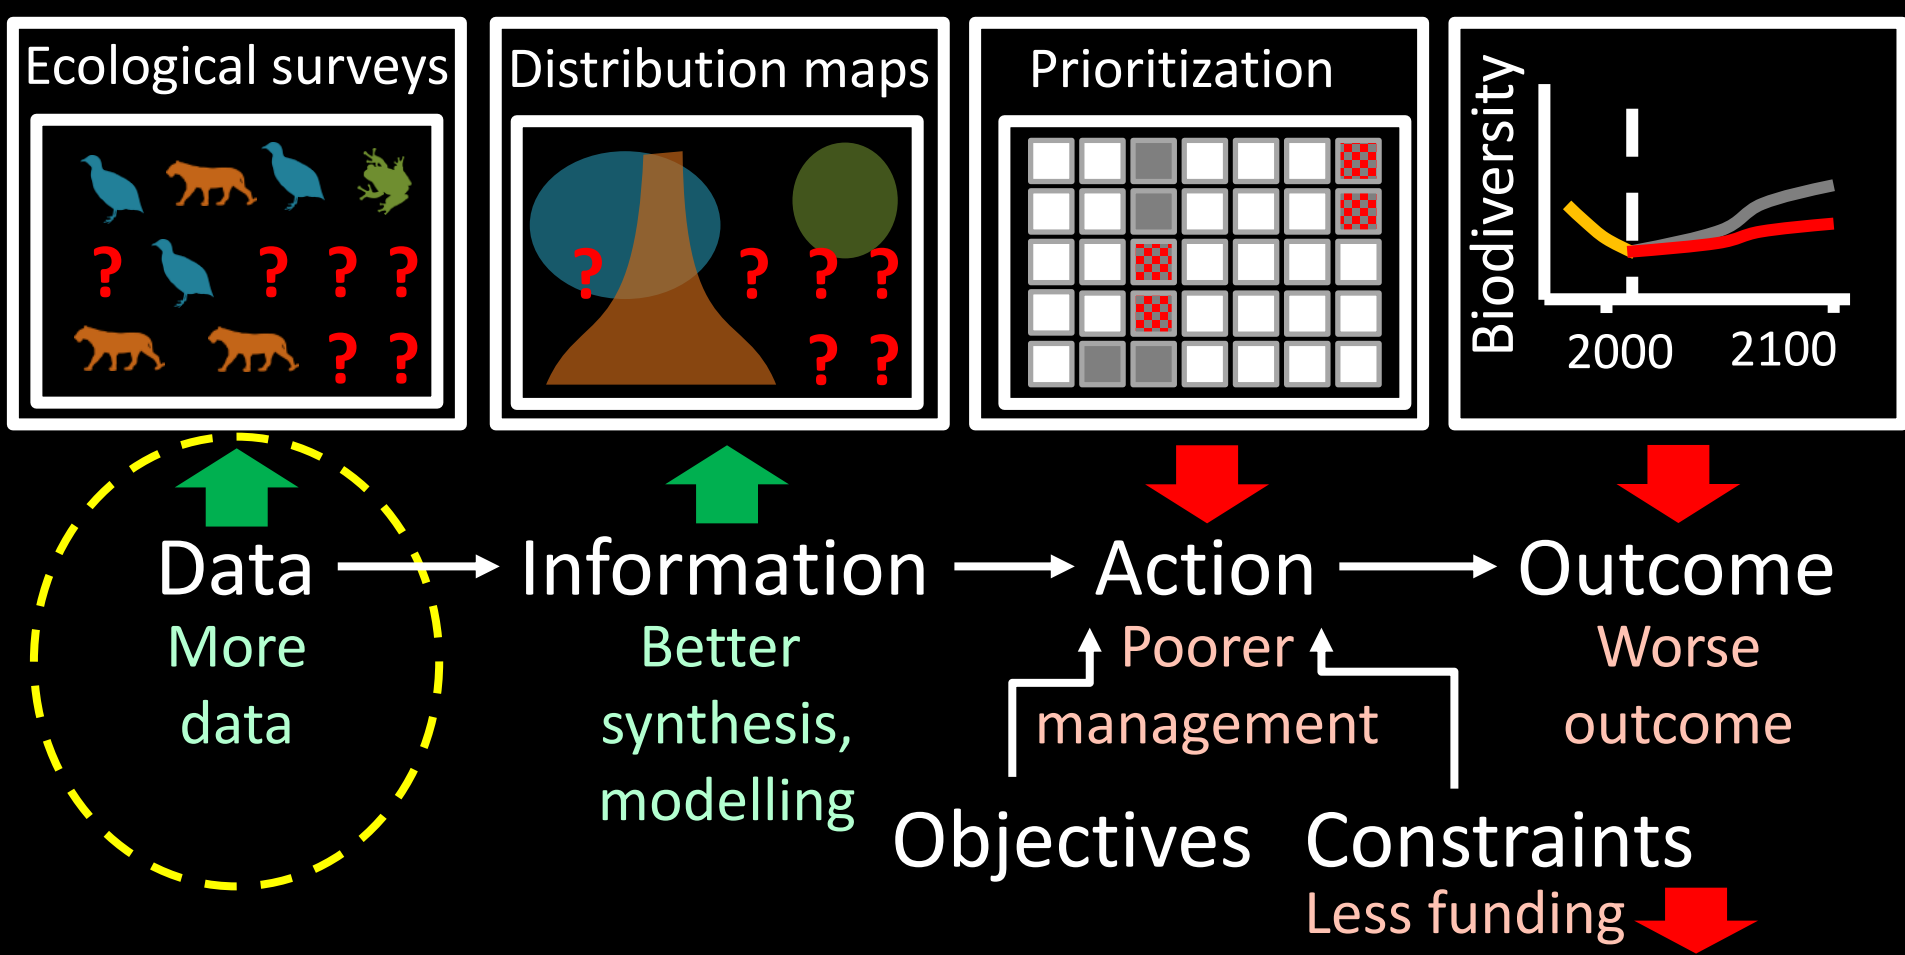 Ecological surveys
? ? ? ?
? ?
Distribution maps
? ? ? ?
? ?
Prioritization
Biodiversity
2000 2100
Data
More
data
Information
Better
synthesis,
modelling
Action
Poorer
management
Outcome
Worse
outcome
Objectives
Constraints
Less funding